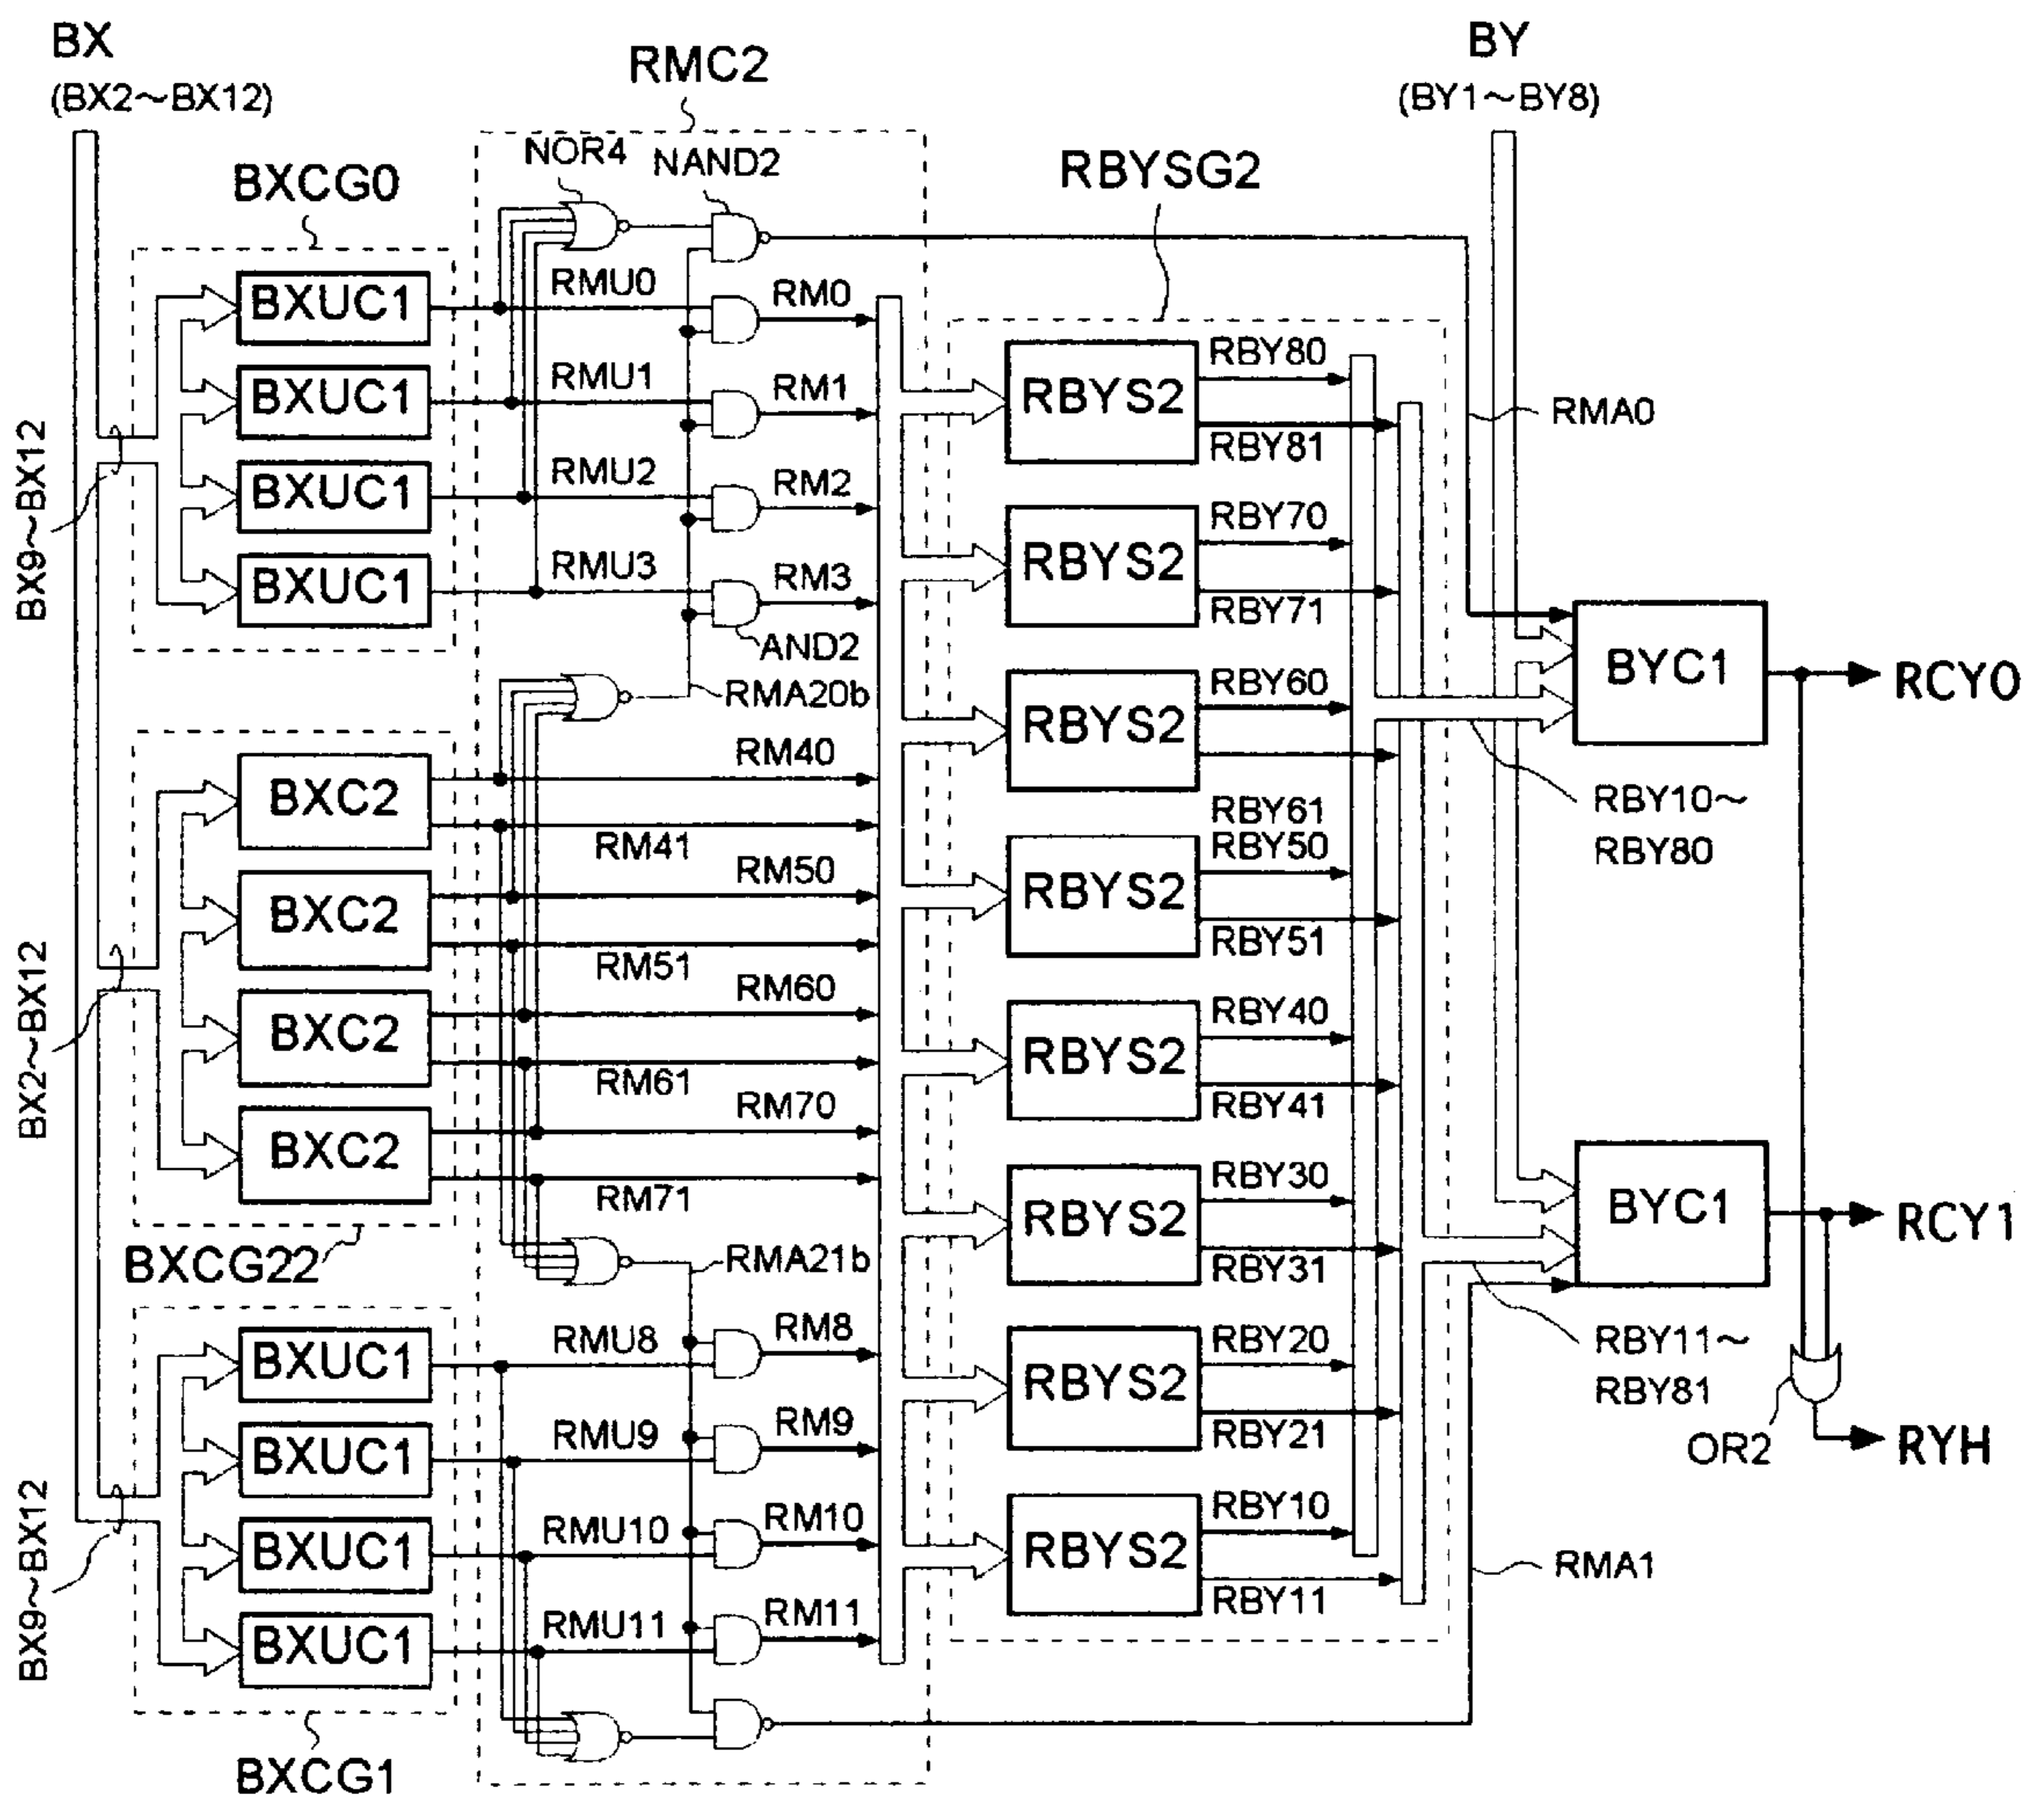 BX
(BX2～BX12)
RMC2
BY
(BY1～BY8)
NOR4
NAND2
BXCG0
RBYSG2
BXUC1
RMU0
RM0
BXUC1
RMU1
RM1
BXUC1
RMU2
RM2
BXUC1
RMU3
RM3
AND2
RMA20b
BX9～BX12
RBYS2
RBY80
RBY81
RMA0
RBYS2
RBY70
RBY71
RBYS2
RBY60
RBY61
RBYS2
RBY50
RBY51
RBYS2
RBY40
RBY41
RBYS2
RBY30
RBY31
RBYS2
RBY20
RBY21
RBYS2
RBY10
RBY11
BYC1
RCY0
RBY10～
RBY80
BX2～BX12
BXC2
RM40
RM41
BXC2
RM50
RM51
BXC2
RM60
RM61
BXC2
RM70
RM71
BXCG22
RMA21b
BYC1
RCY1
RBY11～
RBY81
OR2
RYH
RMA1
BX9～BX12
BXUC1
RMU8
RM8
BXUC1
RMU9
RM9
BXUC1
RMU10
RM10
BXUC1
RMU11
RM11
BXCG1